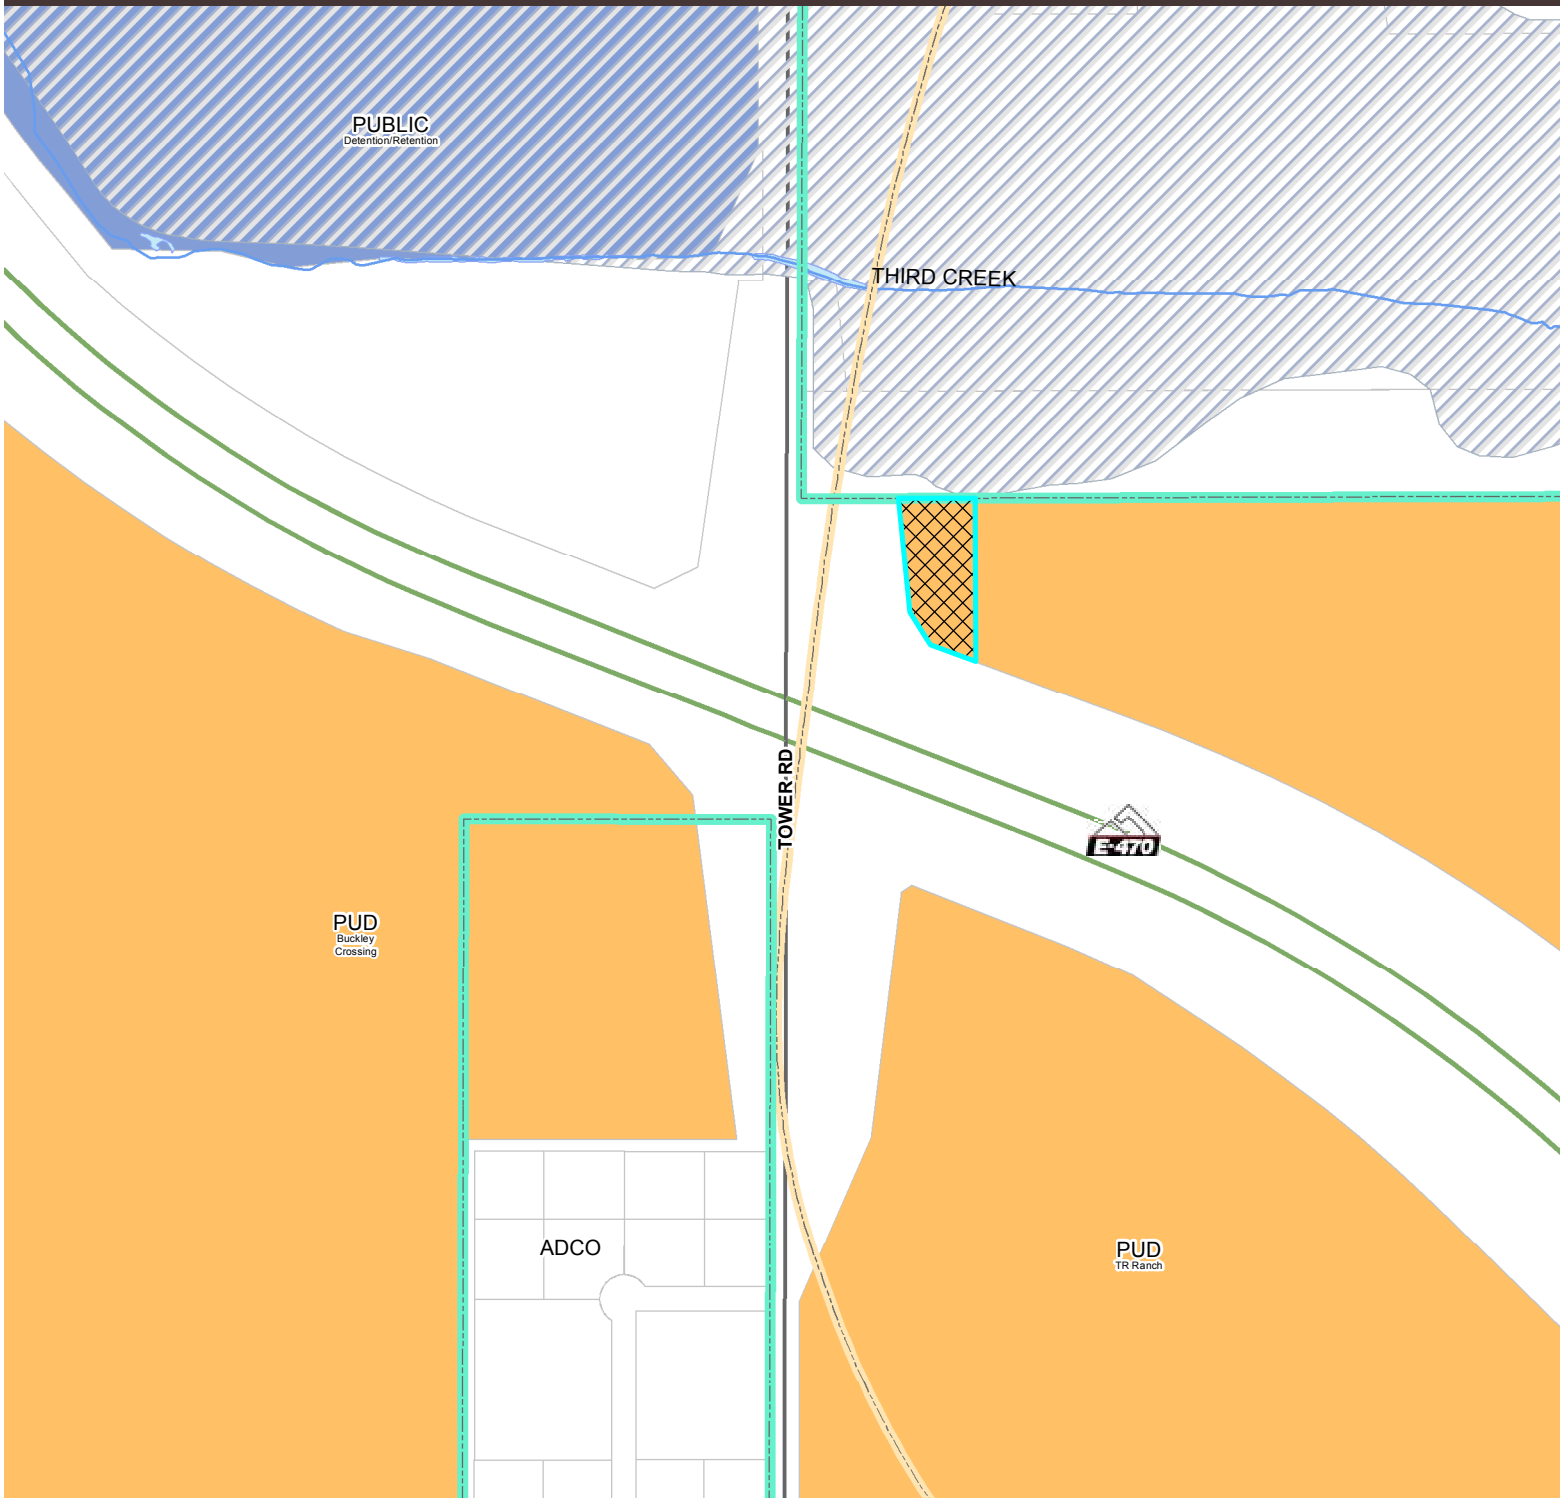 PUBLIC
Detention/Retention
THIRD CREEK
TOWER RD
E-470
PUD
Buckley
Crossing
ADCO
PUD
TR Ranch